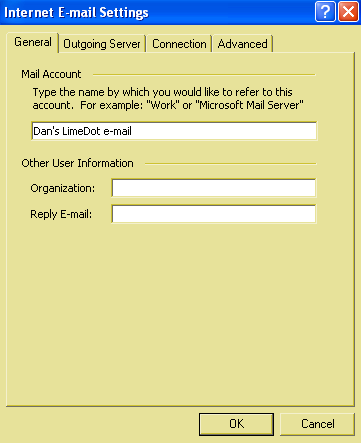 Internet E-mail Settings
General Outgoing Server Connection Advanced
Mail Account
Type the name by which you would like to refer to this
account. For example: "Work" or "Microsoft Mail Server"
Dan's LimeDot e-mail
Other User Information
Organization:
Reply E-mail:
OK Cancel